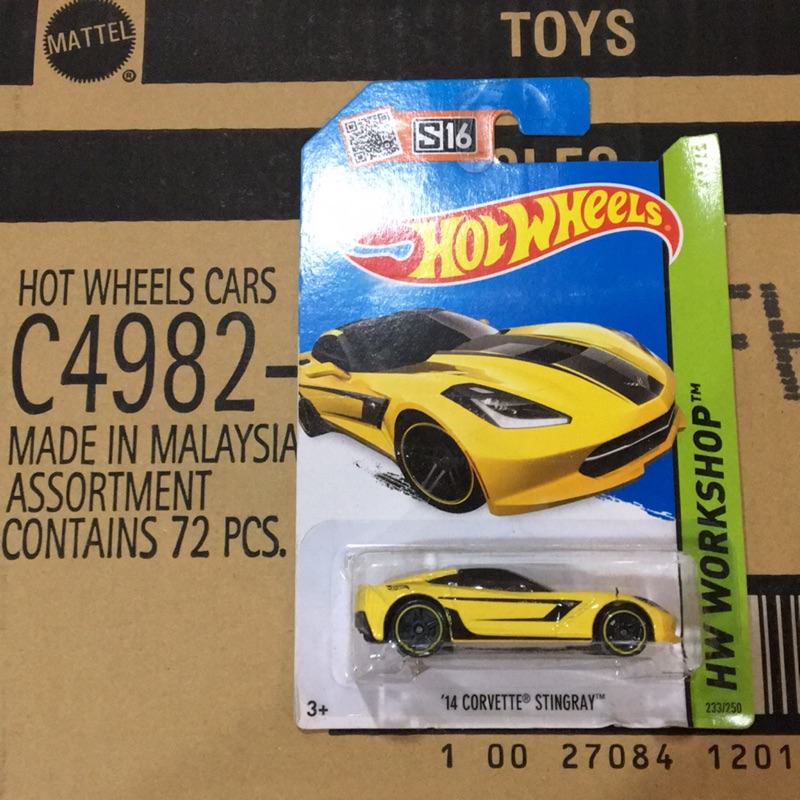 MATTEL
®
TOYS
S16
HOT WHEELS CARS
Hot Wheels®
C4982-
MADE IN MALAYSIA
ASSORTMENT
CONTAINS 72 PCS.
HW WORKSHOP™
'14 CORVETTE® STINGRAY™
3+
233/250
1 00 27084 1201